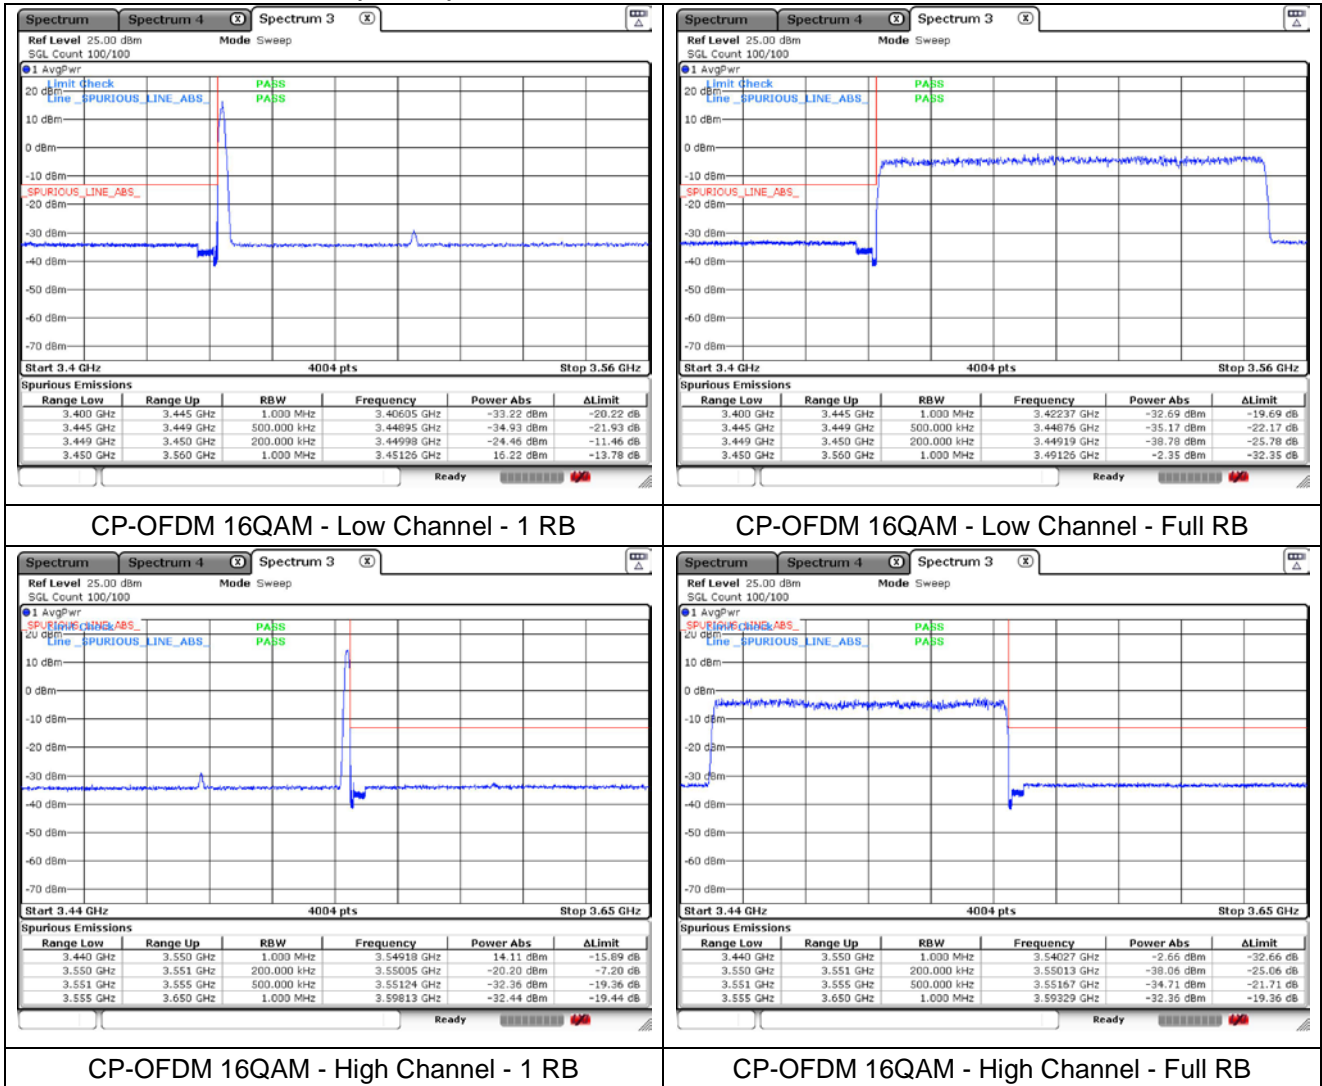 Spectrum Spectrum 4 Spectrum 3
Ref Level 25.00 dBm Mode Sweep
SGL Count 100/100
1 AvgPwr
Limit Check PASS
20 dBm
Line _SPURIOUS_LINE_ABS_ PASS
10 dBm
0 dBm
-10 dBm
_SPURIOUS_LINE_ABS_
-20 dBm
-30 dBm
-40 dBm
-50 dBm
-60 dBm
-70 dBm
Start 3.4 GHz 4004 pts Stop 3.56 GHz
Spurious Emissions
Range Low Range Up RBW Frequency Power Abs ΔLimit
3.400 GHz 3.445 GHz 1.000 MHz 3.40605 GHz -33.22 dBm -20.22 dB
3.445 GHz 3.449 GHz 500.000 kHz 3.44895 GHz -34.93 dBm -21.93 dB
3.449 GHz 3.450 GHz 200.000 kHz 3.44998 GHz -24.46 dBm -11.46 dB
3.450 GHz 3.560 GHz 1.000 MHz 3.45126 GHz 16.22 dBm -13.78 dB
Ready
CP-OFDM 16QAM - Low Channel - 1 RB
Spectrum Spectrum 4 Spectrum 3
Ref Level 25.00 dBm Mode Sweep
SGL Count 100/100
1 AvgPwr
Limit Check PASS
20 dBm
Line _SPURIOUS_LINE_ABS_ PASS
10 dBm
0 dBm
-10 dBm
_SPURIOUS_LINE_ABS_
-20 dBm
-30 dBm
-40 dBm
-50 dBm
-60 dBm
-70 dBm
Start 3.4 GHz 4004 pts Stop 3.56 GHz
Spurious Emissions
Range Low Range Up RBW Frequency Power Abs ΔLimit
3.400 GHz 3.445 GHz 1.000 MHz 3.42237 GHz -32.69 dBm -19.69 dB
3.445 GHz 3.449 GHz 500.000 kHz 3.44876 GHz -35.17 dBm -22.17 dB
3.449 GHz 3.450 GHz 200.000 kHz 3.44919 GHz -38.78 dBm -25.78 dB
3.450 GHz 3.560 GHz 1.000 MHz 3.49126 GHz -2.35 dBm -32.35 dB
Ready
CP-OFDM 16QAM - Low Channel - Full RB
Spectrum Spectrum 4 Spectrum 3
Ref Level 25.00 dBm Mode Sweep
SGL Count 100/100
1 AvgPwr
_SPURIOUS_LINE_ABS_
Limit Check PASS
20 dBm
Line _SPURIOUS_LINE_ABS_ PASS
10 dBm
0 dBm
-10 dBm
-20 dBm
-30 dBm
-40 dBm
-50 dBm
-60 dBm
-70 dBm
Start 3.44 GHz 4004 pts Stop 3.65 GHz
Spurious Emissions
Range Low Range Up RBW Frequency Power Abs ΔLimit
3.440 GHz 3.550 GHz 1.000 MHz 3.54918 GHz 14.11 dBm -15.89 dB
3.550 GHz 3.551 GHz 200.000 kHz 3.55005 GHz -20.20 dBm -7.20 dB
3.551 GHz 3.555 GHz 500.000 kHz 3.55124 GHz -32.36 dBm -19.36 dB
3.555 GHz 3.650 GHz 1.000 MHz 3.59813 GHz -32.44 dBm -19.44 dB
Ready
CP-OFDM 16QAM - High Channel - 1 RB
Spectrum Spectrum 4 Spectrum 3
Ref Level 25.00 dBm Mode Sweep
SGL Count 100/100
1 AvgPwr
_SPURIOUS_LINE_ABS_
Limit Check PASS
20 dBm
Line _SPURIOUS_LINE_ABS_ PASS
10 dBm
0 dBm
-10 dBm
-20 dBm
-30 dBm
-40 dBm
-50 dBm
-60 dBm
-70 dBm
Start 3.44 GHz 4004 pts Stop 3.65 GHz
Spurious Emissions
Range Low Range Up RBW Frequency Power Abs ΔLimit
3.440 GHz 3.550 GHz 1.000 MHz 3.54027 GHz -2.66 dBm -32.66 dB
3.550 GHz 3.551 GHz 200.000 kHz 3.55013 GHz -38.06 dBm -25.06 dB
3.551 GHz 3.555 GHz 500.000 kHz 3.55167 GHz -34.71 dBm -21.71 dB
3.555 GHz 3.650 GHz 1.000 MHz 3.59329 GHz -32.36 dBm -19.36 dB
Ready
CP-OFDM 16QAM - High Channel - Full RB